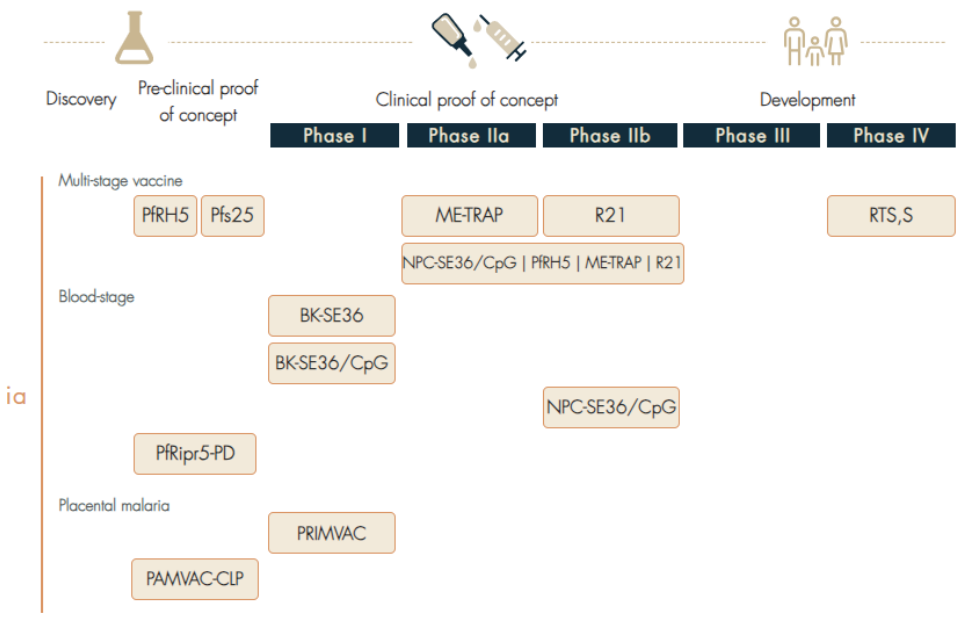 Discovery
Pre-clinical proof
of concept
Clinical proof of concept
Development
Phase I
Phase IIa
Phase IIb
Phase III
Phase IV
Multi-stage vaccine
PfRH5
Pfs25
ME-TRAP
R21
RTS,S
NPC-SE36/CpG | PfRH5 | ME-TRAP | R21
Blood-stage
BK-SE36
BK-SE36/CpG
ia
NPC-SE36/CpG
PfRipr5-PD
Placental malaria
PRIMVAC
PAMVAC-CLP